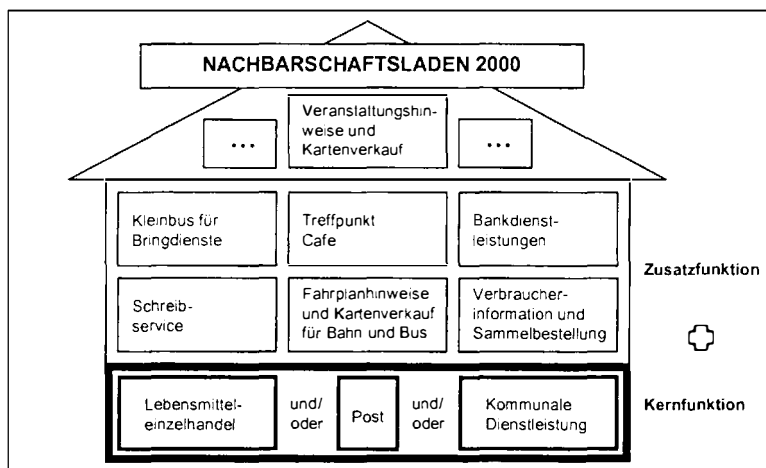 NACHBARSCHAFTSLADEN 2000
Veranstaltungshin-
weise und
Kartenverkauf
...
...
Kleinbus für
Bringdienste
Treffpunkt
Cafe
Bankdienst-
leistungen
Zusatzfunktion
Schreib-
service
Fahrplanhinweise
und Kartenverkauf
für Bahn und Bus
Verbraucher-
information und
Sammelbestellung
Lebensmittel-
einzelhandel
und/
oder
Post
und/
oder
Kommunale
Dienstleistung
Kernfunktion